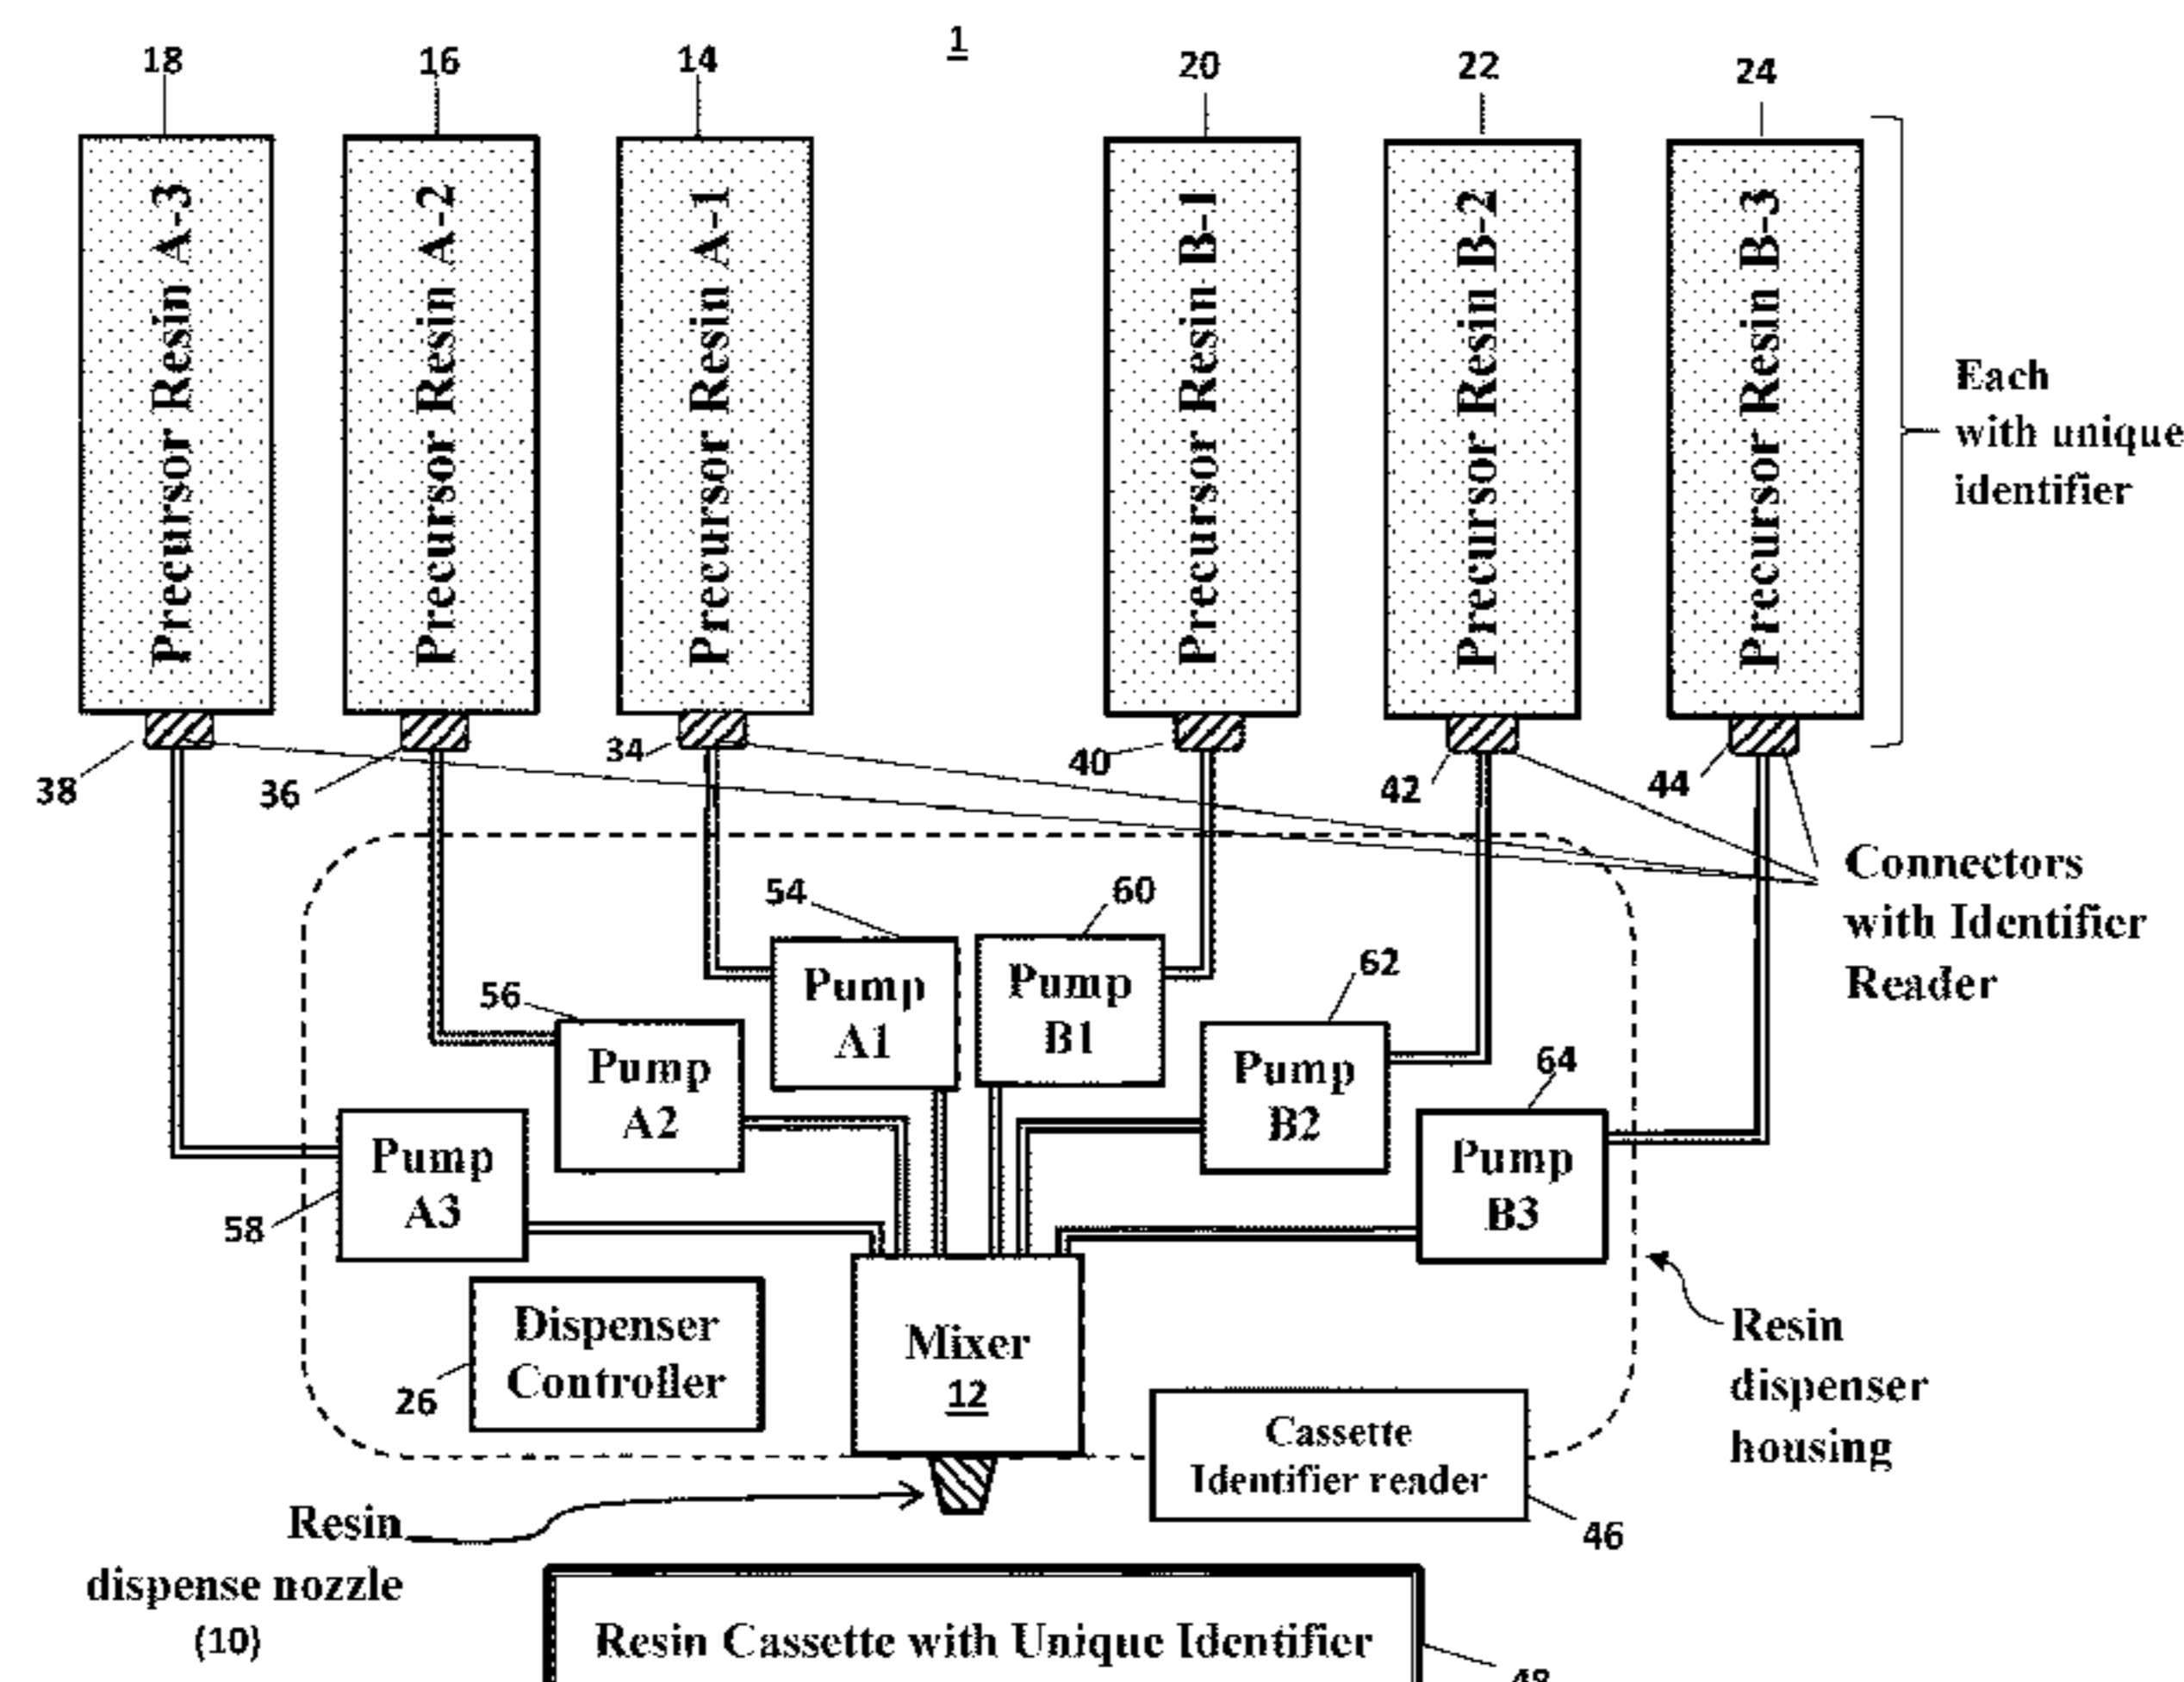 1
18
16
14
20
22
24
Precursor Resin A-3
Precursor Resin A-2
Precursor Resin A-1
Precursor Resin B-1
Precursor Resin B-2
Precursor Resin B-3
Each
with unique
identifier
38
36
34
40
42
44
Connectors
with Identifier
Reader
54
60
56
62
64
58
Pump
A1
Pump
B1
Pump
A2
Pump
B2
Pump
A3
Pump
B3
Dispenser
Controller
26
Mixer
12
Cassette
Identifier reader
46
Resin
dispenser
housing
Resin
dispense nozzle
(10)
Resin Cassette with Unique Identifier